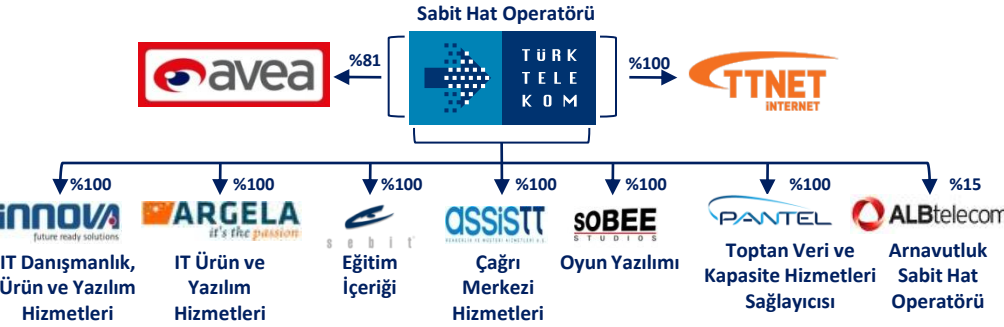 Sabit Hat Operatörü
avea
%81
TÜRK
TELE
KOM
%100
TTNET
INTERNET
%100
%100
%100
%100
%100
%100
%15
innova
future ready solutions
ARGELA
it's the passion
sebit
assisTT
SOBEE
STUDIOS
PANTEL
ALBtelecom
IT Danışmanlık,
Ürün ve Yazılım
Hizmetleri
IT Ürün ve
Yazılım
Hizmetleri
Eğitim
İçeriği
Çağrı
Merkezi
Hizmetleri
Oyun Yazılımı
Toptan Veri ve
Kapasite Hizmetleri
Sağlayıcısı
Arnavutluk
Sabit Hat
Operatörü